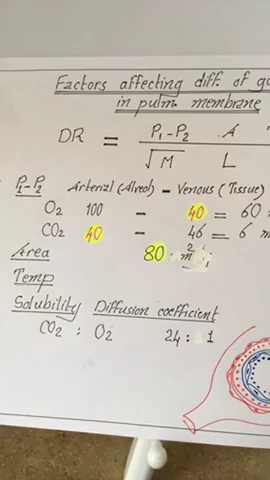 Factors affecting diff. of
in pulm. membrane
DR = P1-P2 . A
√M L
P1-P2 Arterial (Alveol) - Venous (Tissue)
O2 100 - 40 = 60
CO2 40 - 46 = 6
Area 80 m2
Temp
Solubility Diffusion coefficient
CO2 : O2 24 : 1